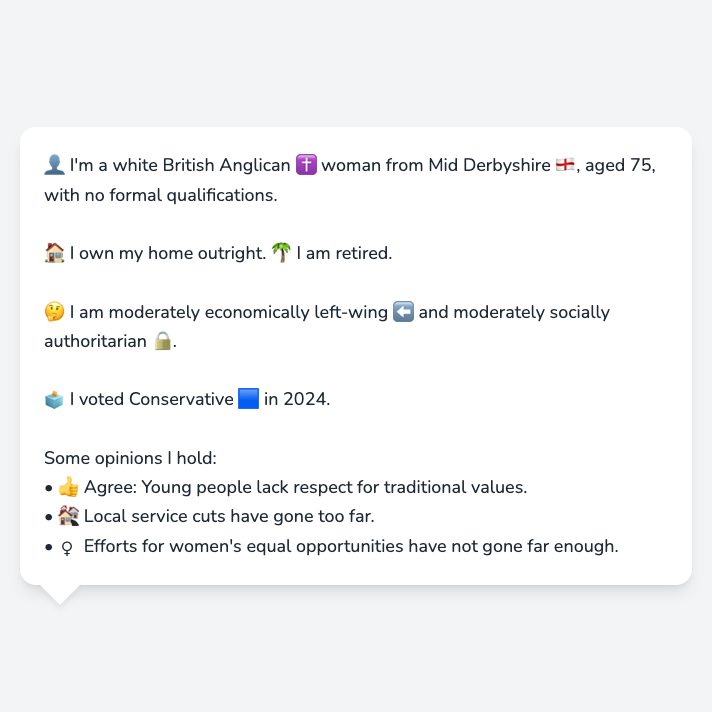 👤 I'm a white British Anglican ✝️ woman from Mid Derbyshire 🏴󠁧󠁢󠁥󠁮󠁧󠁿, aged 75,
with no formal qualifications.
🏠 I own my home outright. 🌴 I am retired.
🤔 I am moderately economically left-wing ⬅️ and moderately socially
authoritarian 🔒.
🗳️ I voted Conservative 🟦 in 2024.
Some opinions I hold:
• 👍 Agree: Young people lack respect for traditional values.
• 🏚️ Local service cuts have gone too far.
• ♀ Efforts for women's equal opportunities have not gone far enough.